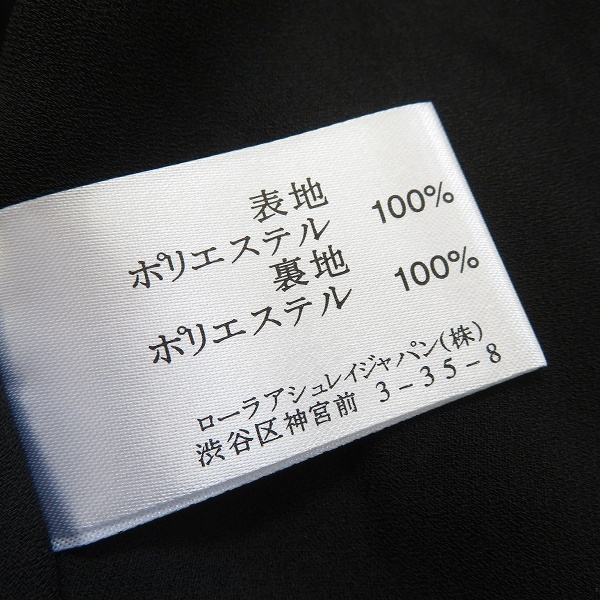 表地
ポリエステル 100%
裏地
ポリエステル 100%
ローラアシュレイジャパン(株)
渋谷区神宮前 3-35-8